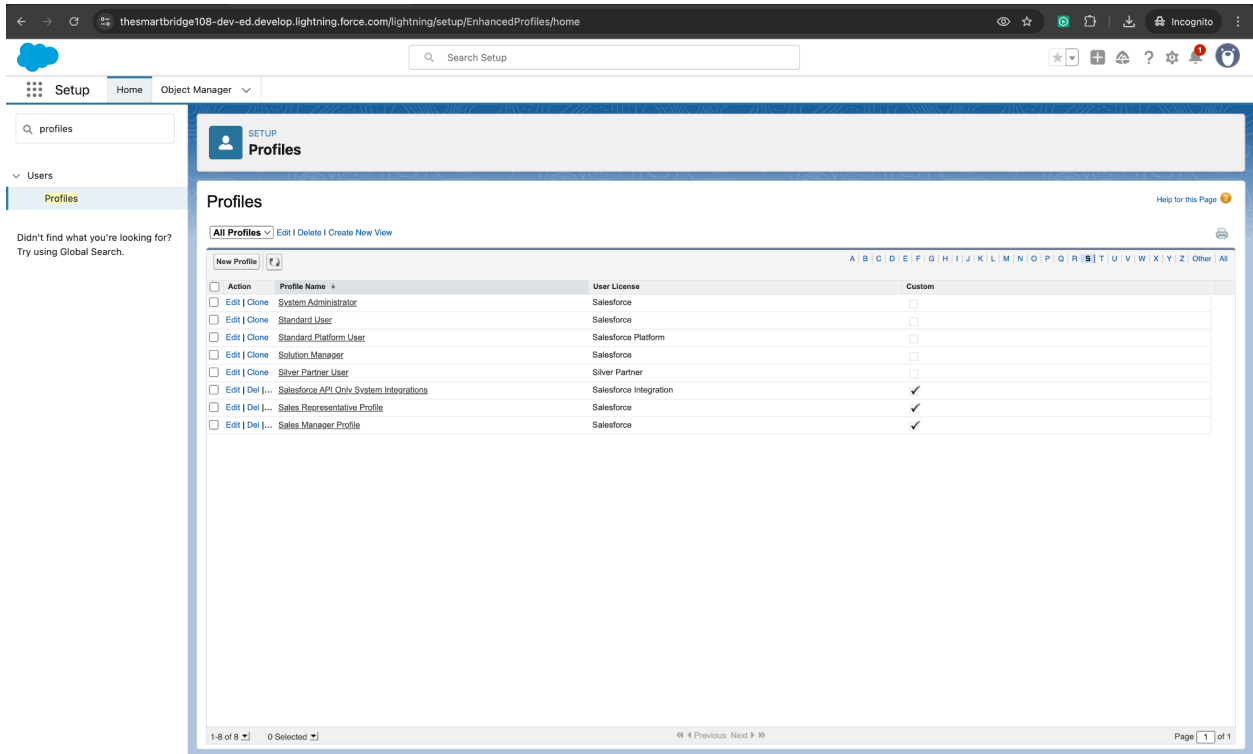 thesmartbridge108-dev-ed.develop.lightning.force.com/lightning/setup/EnhancedProfiles/home
Incognito
Search Setup
1
Setup Home Object Manager
profiles
Users
Profiles
Didn't find what you're looking for?
Try using Global Search.
SETUP
Profiles
Profiles
Help for this Page ?
All Profiles Edit | Delete | Create New View
New Profile
A | B | C | D | E | F | G | H | I | J | K | L | M | N | O | P | Q | R | S | T | U | V | W | X | Y | Z | Other | All
Action Profile Name User License Custom
Edit | Clone System Administrator Salesforce
Edit | Clone Standard User Salesforce
Edit | Clone Standard Platform User Salesforce Platform
Edit | Clone Solution Manager Salesforce
Edit | Clone Silver Partner User Silver Partner
Edit | Del |... Salesforce API Only System Integrations Salesforce Integration
Edit | Del |... Sales Representative Profile Salesforce
Edit | Del |... Sales Manager Profile Salesforce
1-8 of 8 0 Selected Previous Next Page 1 of 1